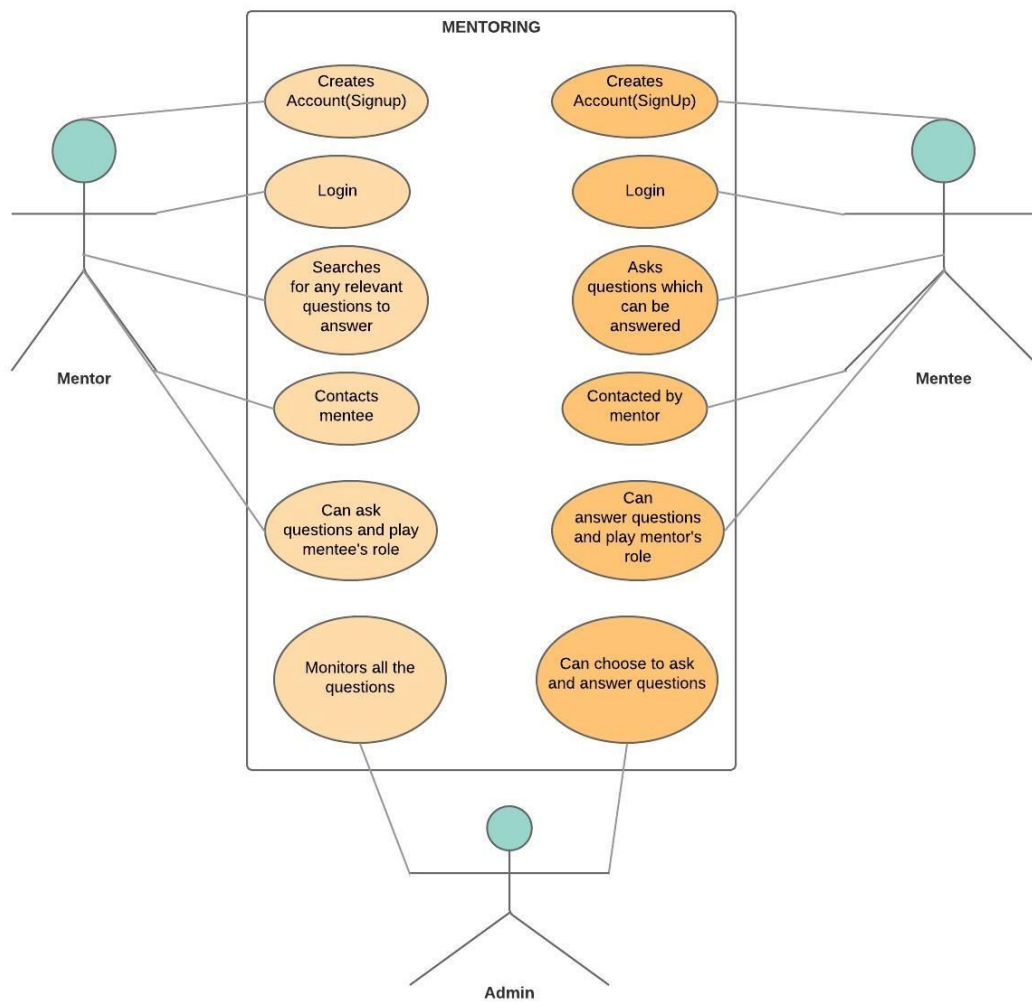 MENTORING
Creates
Account(Signup)
Creates
Account(SignUp)
Login
Login
Searches
for any relevant
questions to
answer
Asks
questions which
can be
answered
Mentor
Mentee
Contacts
mentee
Contacted by
mentor
Can ask
questions and play
mentee's role
Can
answer questions
and play mentor's
role
Monitors all the
questions
Can choose to ask
and answer questions
Admin